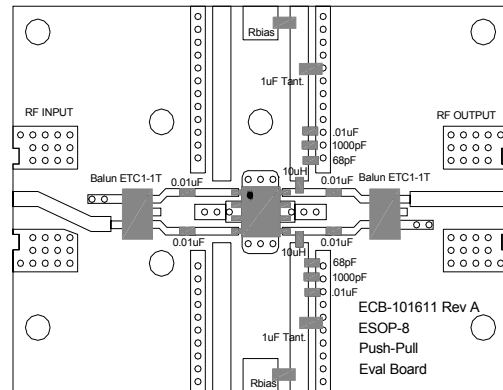 Rbias
1uF Tant.
RF INPUT
RF OUTPUT
.01uF
1000pF
68pF
Balun ETC1-1T
0.01uF
10uH
0.01uF
Balun ETC1-1T
0.01uF
10uH
0.01uF
68pF
1000pF
.01uF
1uF Tant.
Rbias
ECB-101611 Rev A
ESOP-8
Push-Pull
Eval Board